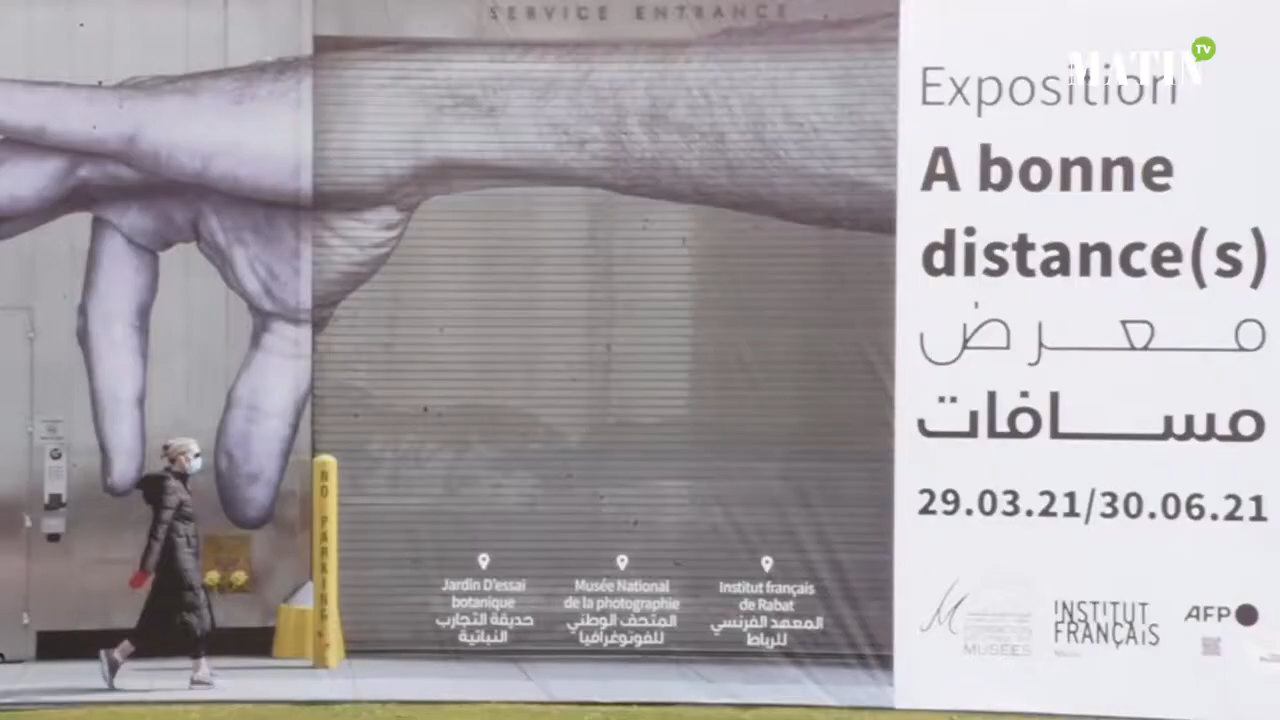 SERVICE ENTRANCE
MATIN TV
Exposition
A bonne
distance(s)
معرض
مسافات
29.03.21/30.06.21
NO PARKING
Jardin D'essai
botanique
حديقة التجارب
النباتية
Musée National
de la photographie
المتحف الوطني
للفوتوغرافيا
Institut français
de Rabat
المعهد الفرنسي
للرباط
MUSÉES
INSTITUT
FRANÇAIS
AFP